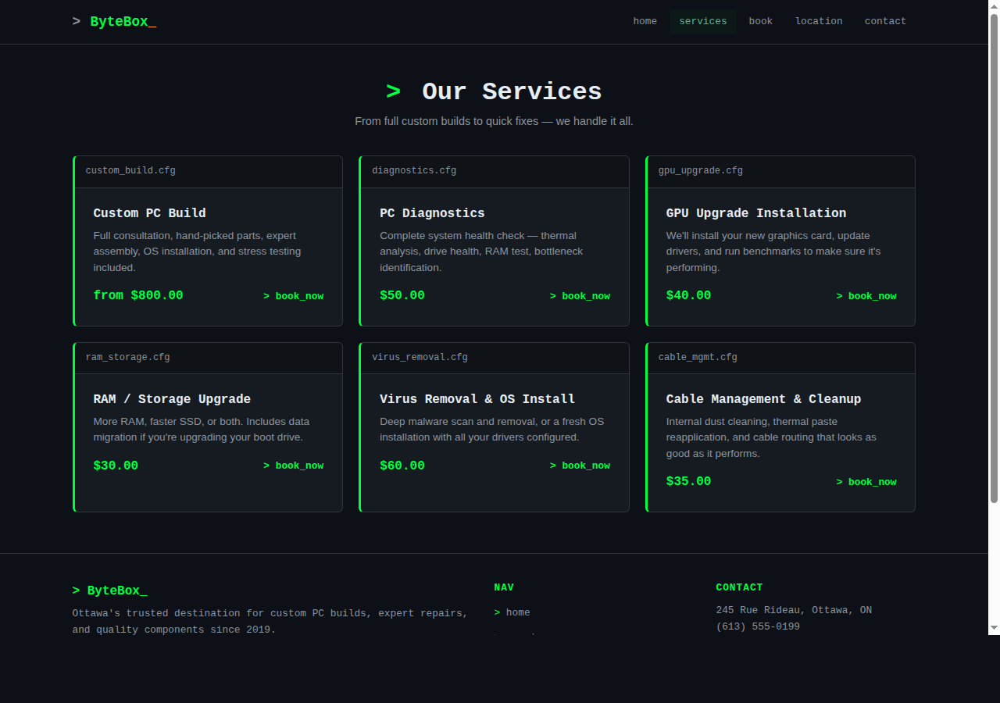 > ByteBox_
home services book location contact
> Our Services
From full custom builds to quick fixes — we handle it all.
custom_build.cfg
Custom PC Build
Full consultation, hand-picked parts, expert
assembly, OS installation, and stress testing
included.
from $800.00 > book_now
diagnostics.cfg
PC Diagnostics
Complete system health check — thermal
analysis, drive health, RAM test, bottleneck
identification.
$50.00 > book_now
gpu_upgrade.cfg
GPU Upgrade Installation
We'll install your new graphics card, update
drivers, and run benchmarks to make sure it's
performing.
$40.00 > book_now
ram_storage.cfg
RAM / Storage Upgrade
More RAM, faster SSD, or both. Includes data
migration if you're upgrading your boot drive.
$30.00 > book_now
virus_removal.cfg
Virus Removal & OS Install
Deep malware scan and removal, or a fresh OS
installation with all your drivers configured.
$60.00 > book_now
cable_mgmt.cfg
Cable Management & Cleanup
Internal dust cleaning, thermal paste
reapplication, and cable routing that looks as
good as it performs.
$35.00 > book_now
> ByteBox_
Ottawa's trusted destination for custom PC builds, expert repairs,
and quality components since 2019.
NAV
> home
CONTACT
245 Rue Rideau, Ottawa, ON
(613) 555-0199